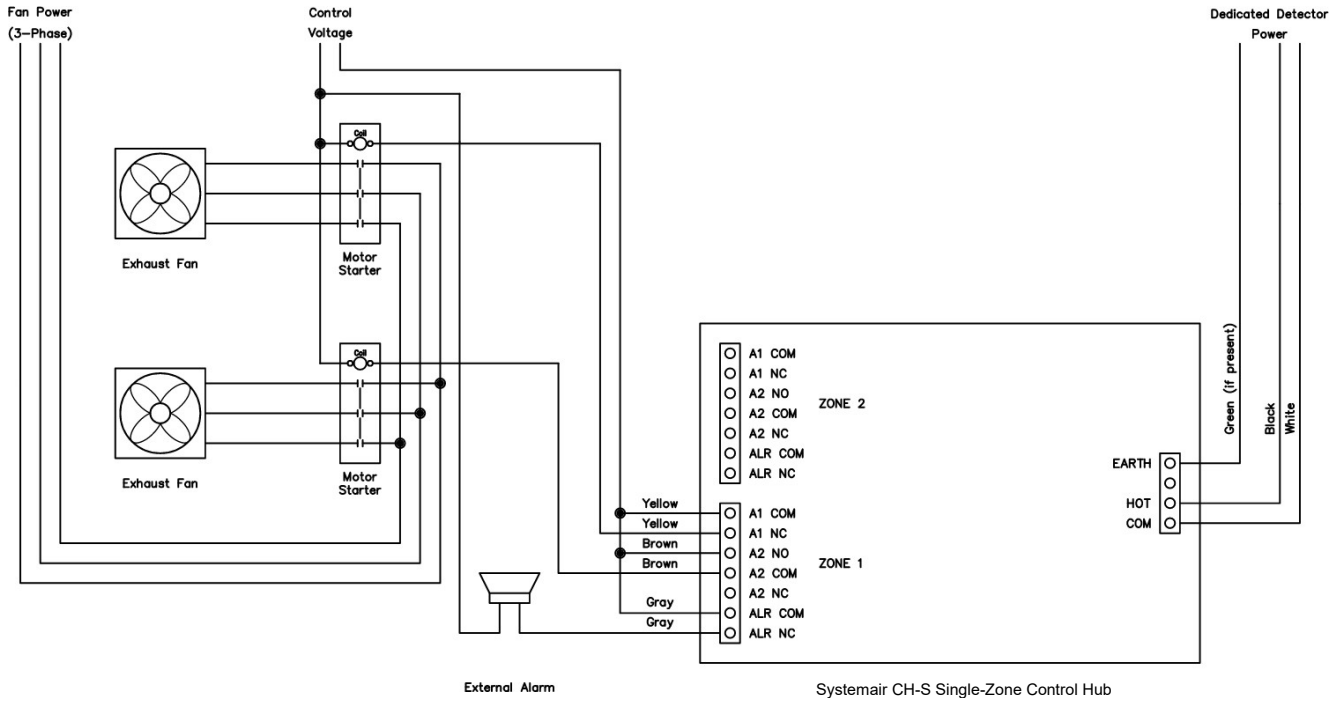 Fan Power
(3-Phase)
Control
Voltage
Dedicated Detector
Power
Coil
Exhaust Fan
Motor
Starter
Coil
Exhaust Fan
Motor
Starter
Green (if present)
Black
White
A1 COM
A1 NC
A2 NO
A2 COM
A2 NC
ALR COM
ALR NC
ZONE 2
EARTH
HOT
COM
Yellow
Yellow
Brown
Brown
Gray
Gray
A1 COM
A1 NC
A2 NO
A2 COM
A2 NC
ALR COM
ALR NC
ZONE 1
External Alarm
Systemair CH-S Single-Zone Control Hub